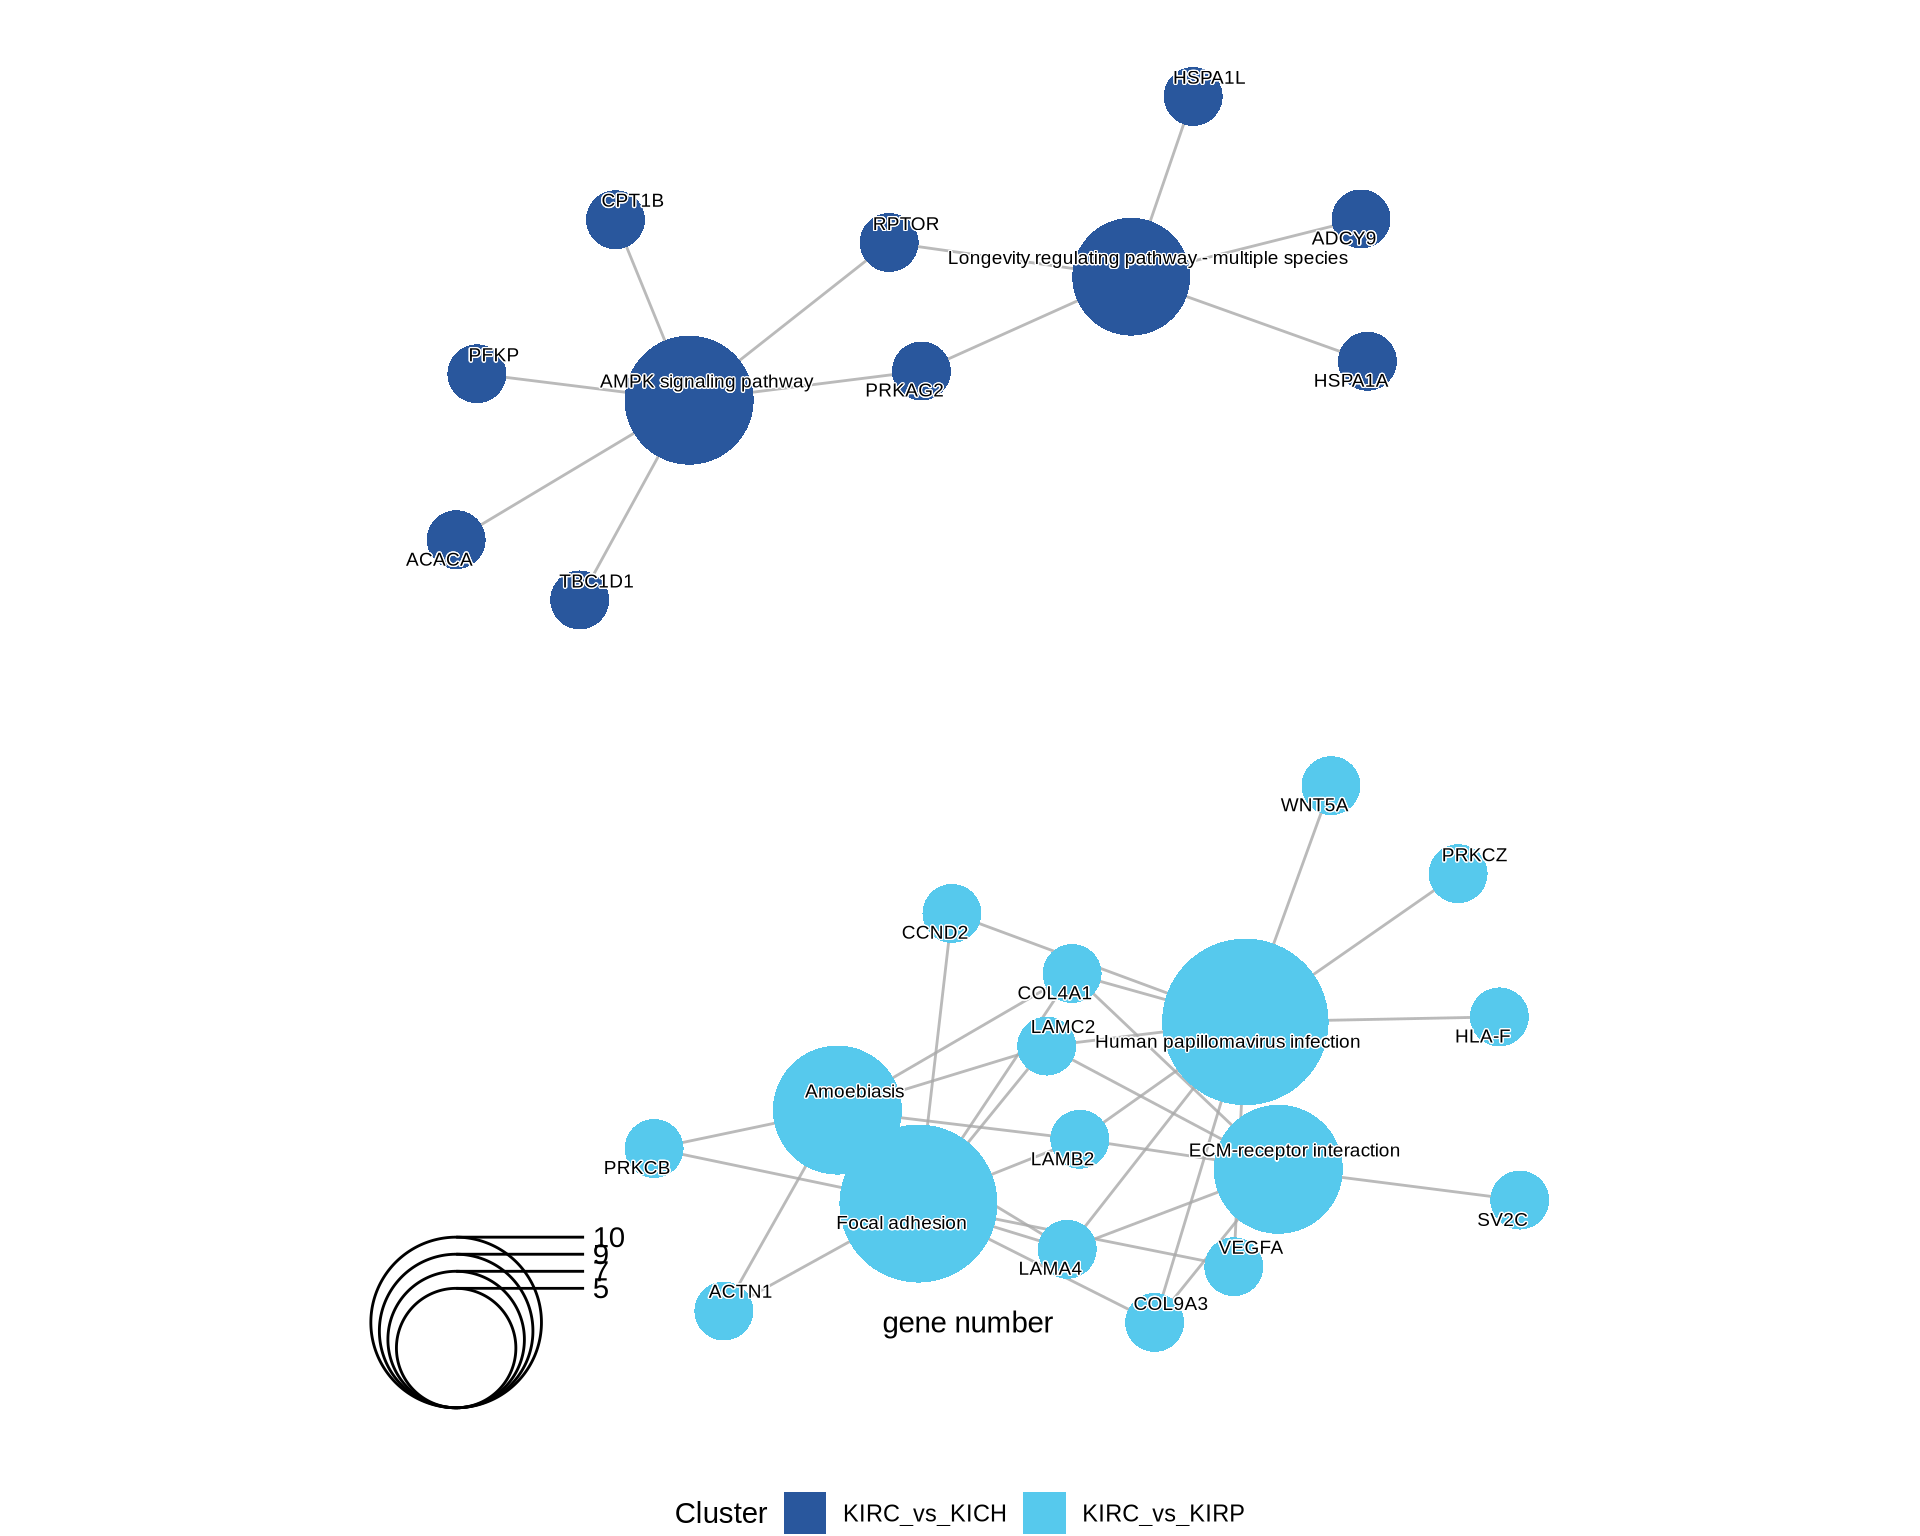 HSPA1L
CPT1B
RPTOR
ADCY9
Longevity regulating pathway - multiple species
PFKP
AMPK signaling pathway
PRKAG2
HSPA1A
ACACA
TBC1D1
WNT5A
PRKCZ
CCND2
COL4A1
LAMC2
HLA-F
Human papillomavirus infection
Amoebiasis
ECM-receptor interaction
LAMB2
PRKCB
Focal adhesion
SV2C
VEGFA
LAMA4
ACTN1
COL9A3
10
9
7
5
gene number
Cluster KIRC_vs_KICH KIRC_vs_KIRP